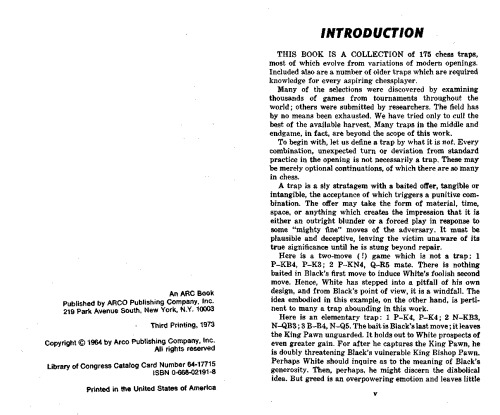 An ARC Book
Published by ARCO Publishing Company, Inc.
219 Park Avenue South, New York, N.Y. 10003
Third Printing, 1973
Copyright © 1964 by Arco Publishing Company, Inc.
All rights reserved
Library of Congress Catalog Card Number 64-17715
ISBN 0-668-02191-8
Printed in the United States of America
INTRODUCTION
THIS BOOK IS A COLLECTION of 175 chess traps,
most of which evolve from variations of modern openings.
Included also are a number of older traps which are required
knowledge for every aspiring chessplayer.
Many of the selections were discovered by examining
thousands of games from tournaments throughout the
world; others were submitted by researchers. The field has
by no means been exhausted. We have tried only to cull the
best of the available harvest. Many traps in the middle and
endgame, in fact, are beyond the scope of this work.
To begin with, let us define a trap by what it is not. Every
combination, unexpected turn or deviation from standard
practice in the opening is not necessarily a trap. These may
be merely optional continuations, of which there are so many
in chess.
A trap is a sly stratagem with a baited offer, tangible or
intangible, the acceptance of which triggers a punitive com-
bination. The offer may take the form of material, time,
space, or anything which creates the impression that it is
either an outright blunder or a forced play in response to
some "mighty fine" moves of the adversary. It must be
plausible and deceptive, leaving the victim unaware of its
true significance until he is stung beyond repair.
Here is a two-move (!) game which is not a trap: 1
P-KB4, P-K3; 2 P-KN4, Q-R5 mate. There is nothing
baited in Black's first move to induce White's foolish second
move. Hence, White has stepped into a pitfall of his own
design, and from Black's point of view, it is a windfall. The
idea embodied in this example, on the other hand, is perti-
nent to many a trap abounding in this work.
Here is an elementary trap: 1 P-K4, P-K4; 2 N-KB3,
N-QB3; 3 B-B4, N-Q5. The bait is Black's last move; it leaves
the King Pawn unguarded. It holds out to White prospects of
even greater gain. For after he captures the King Pawn, he
is doubly threatening Black's vulnerable King Bishop Pawn.
Perhaps White should inquire as to the meaning of Black's
generosity. Then, perhaps, he might discern the diabolical
idea. But greed is an overpowering emotion and leaves little
v